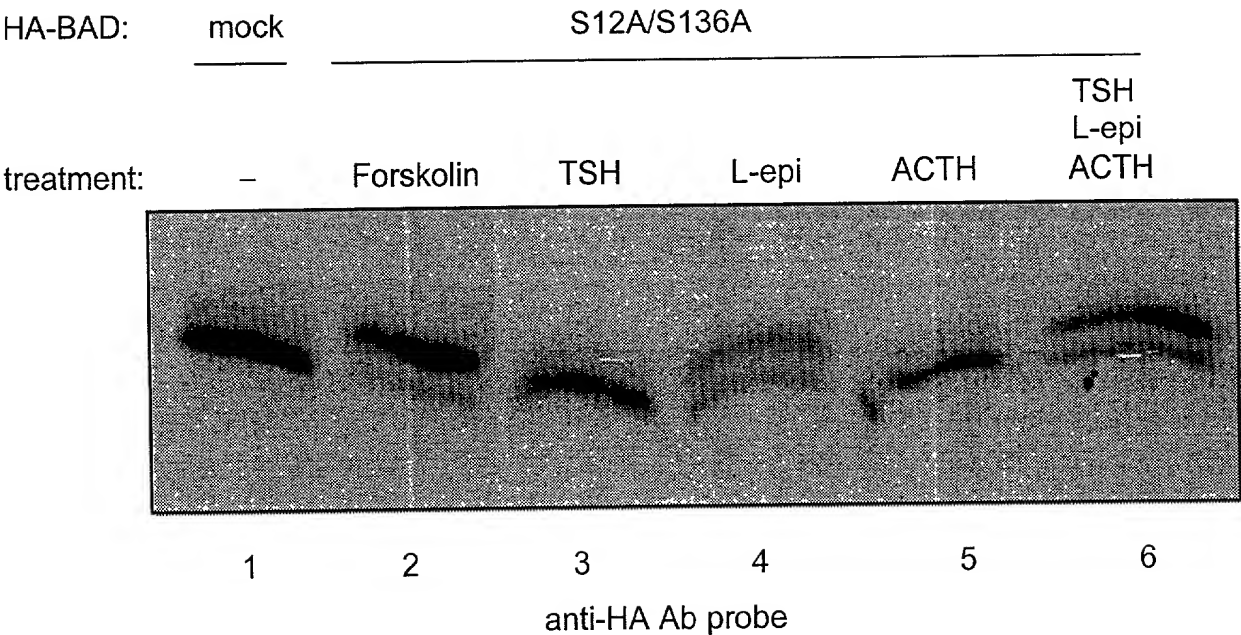 HA-BAD: mock S12A/S136A
TSH
L-epi
treatment: – Forskolin TSH L-epi ACTH ACTH
1 2 3 4 5 6
anti-HA Ab probe